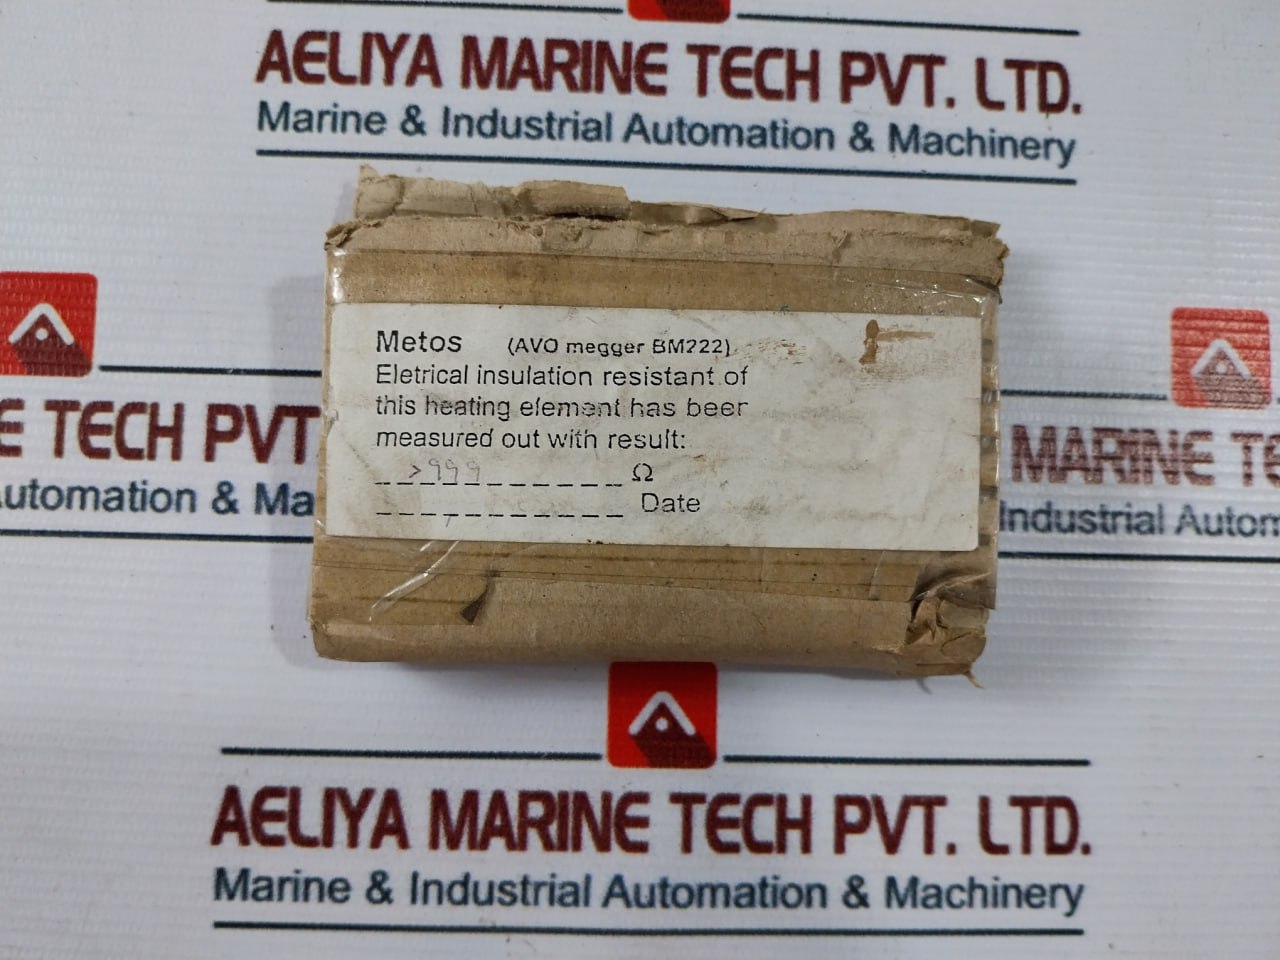 AELIYA MARINE TECH PVT. LTD.
Marine & Industrial Automation & Machinery
Metos (AVO megger BM222)
Eletrical insulation resistant of
this heating element has beer
measured out with result:
>999 Ω
Date
E TECH PVT
utomation & Ma
MARINE TE
Industrial Autom
AELIYA MARINE TECH PVT. LTD.
Marine & Industrial Automation & Machinery